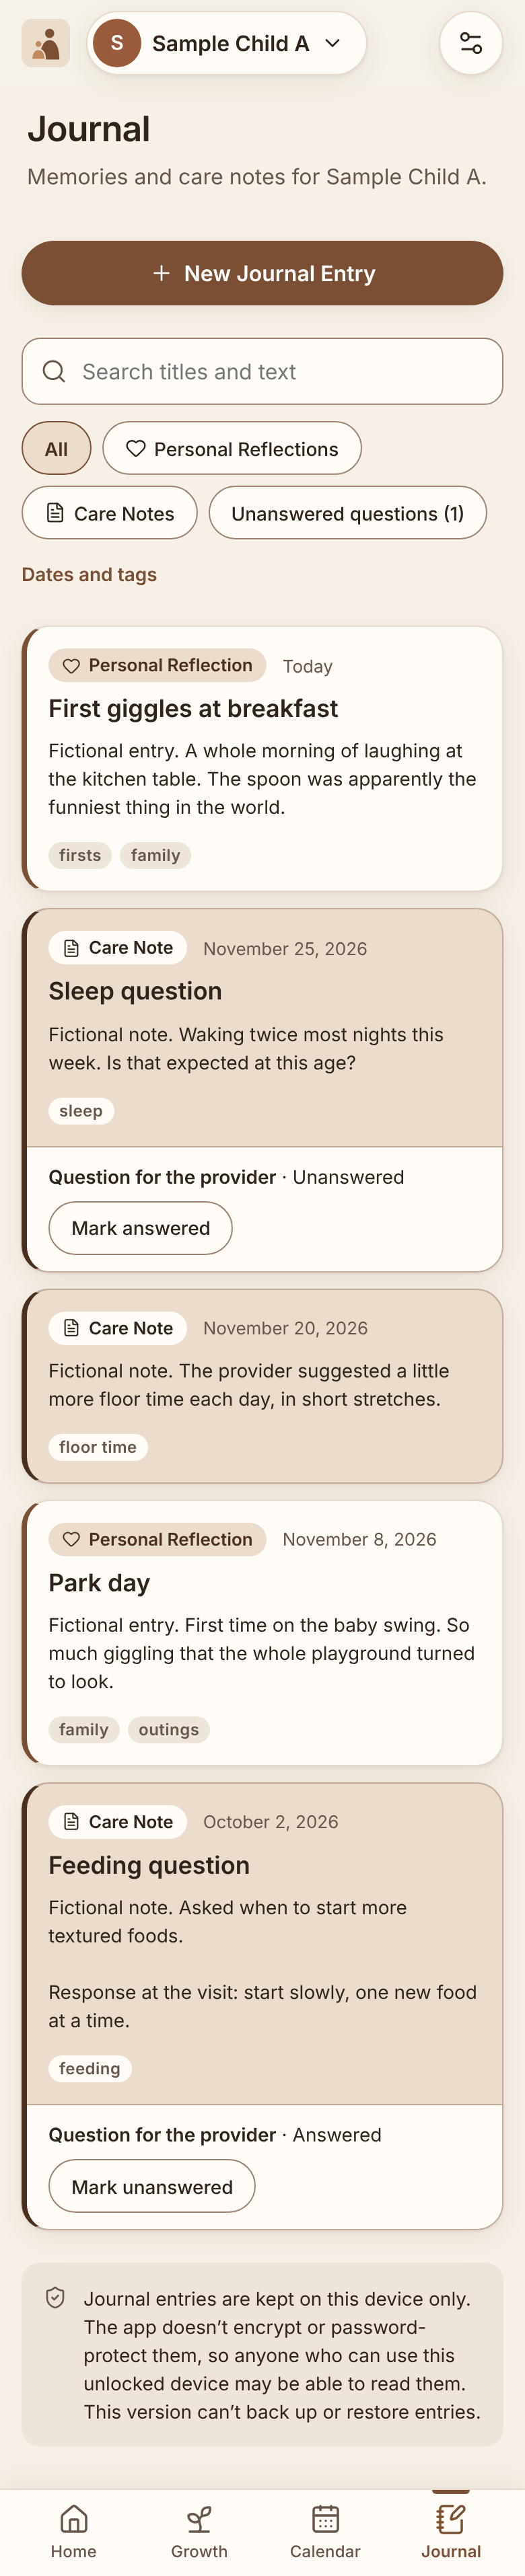 S Sample Child A
Journal
Memories and care notes for Sample Child A.
New Journal Entry
Search titles and text
All Personal Reflections
Care Notes Unanswered questions (1)
Dates and tags
Personal Reflection Today
First giggles at breakfast
Fictional entry. A whole morning of laughing at
the kitchen table. The spoon was apparently the
funniest thing in the world.
firsts family
Care Note November 25, 2026
Sleep question
Fictional note. Waking twice most nights this
week. Is that expected at this age?
sleep
Question for the provider · Unanswered
Mark answered
Care Note November 20, 2026
Fictional note. The provider suggested a little
more floor time each day, in short stretches.
floor time
Personal Reflection November 8, 2026
Park day
Fictional entry. First time on the baby swing. So
much giggling that the whole playground turned
to look.
family outings
Care Note October 2, 2026
Feeding question
Fictional note. Asked when to start more
textured foods.
Response at the visit: start slowly, one new food
at a time.
feeding
Question for the provider · Answered
Mark unanswered
Journal entries are kept on this device only.
The app doesn’t encrypt or password-
protect them, so anyone who can use this
unlocked device may be able to read them.
This version can’t back up or restore entries.
Home Growth Calendar Journal